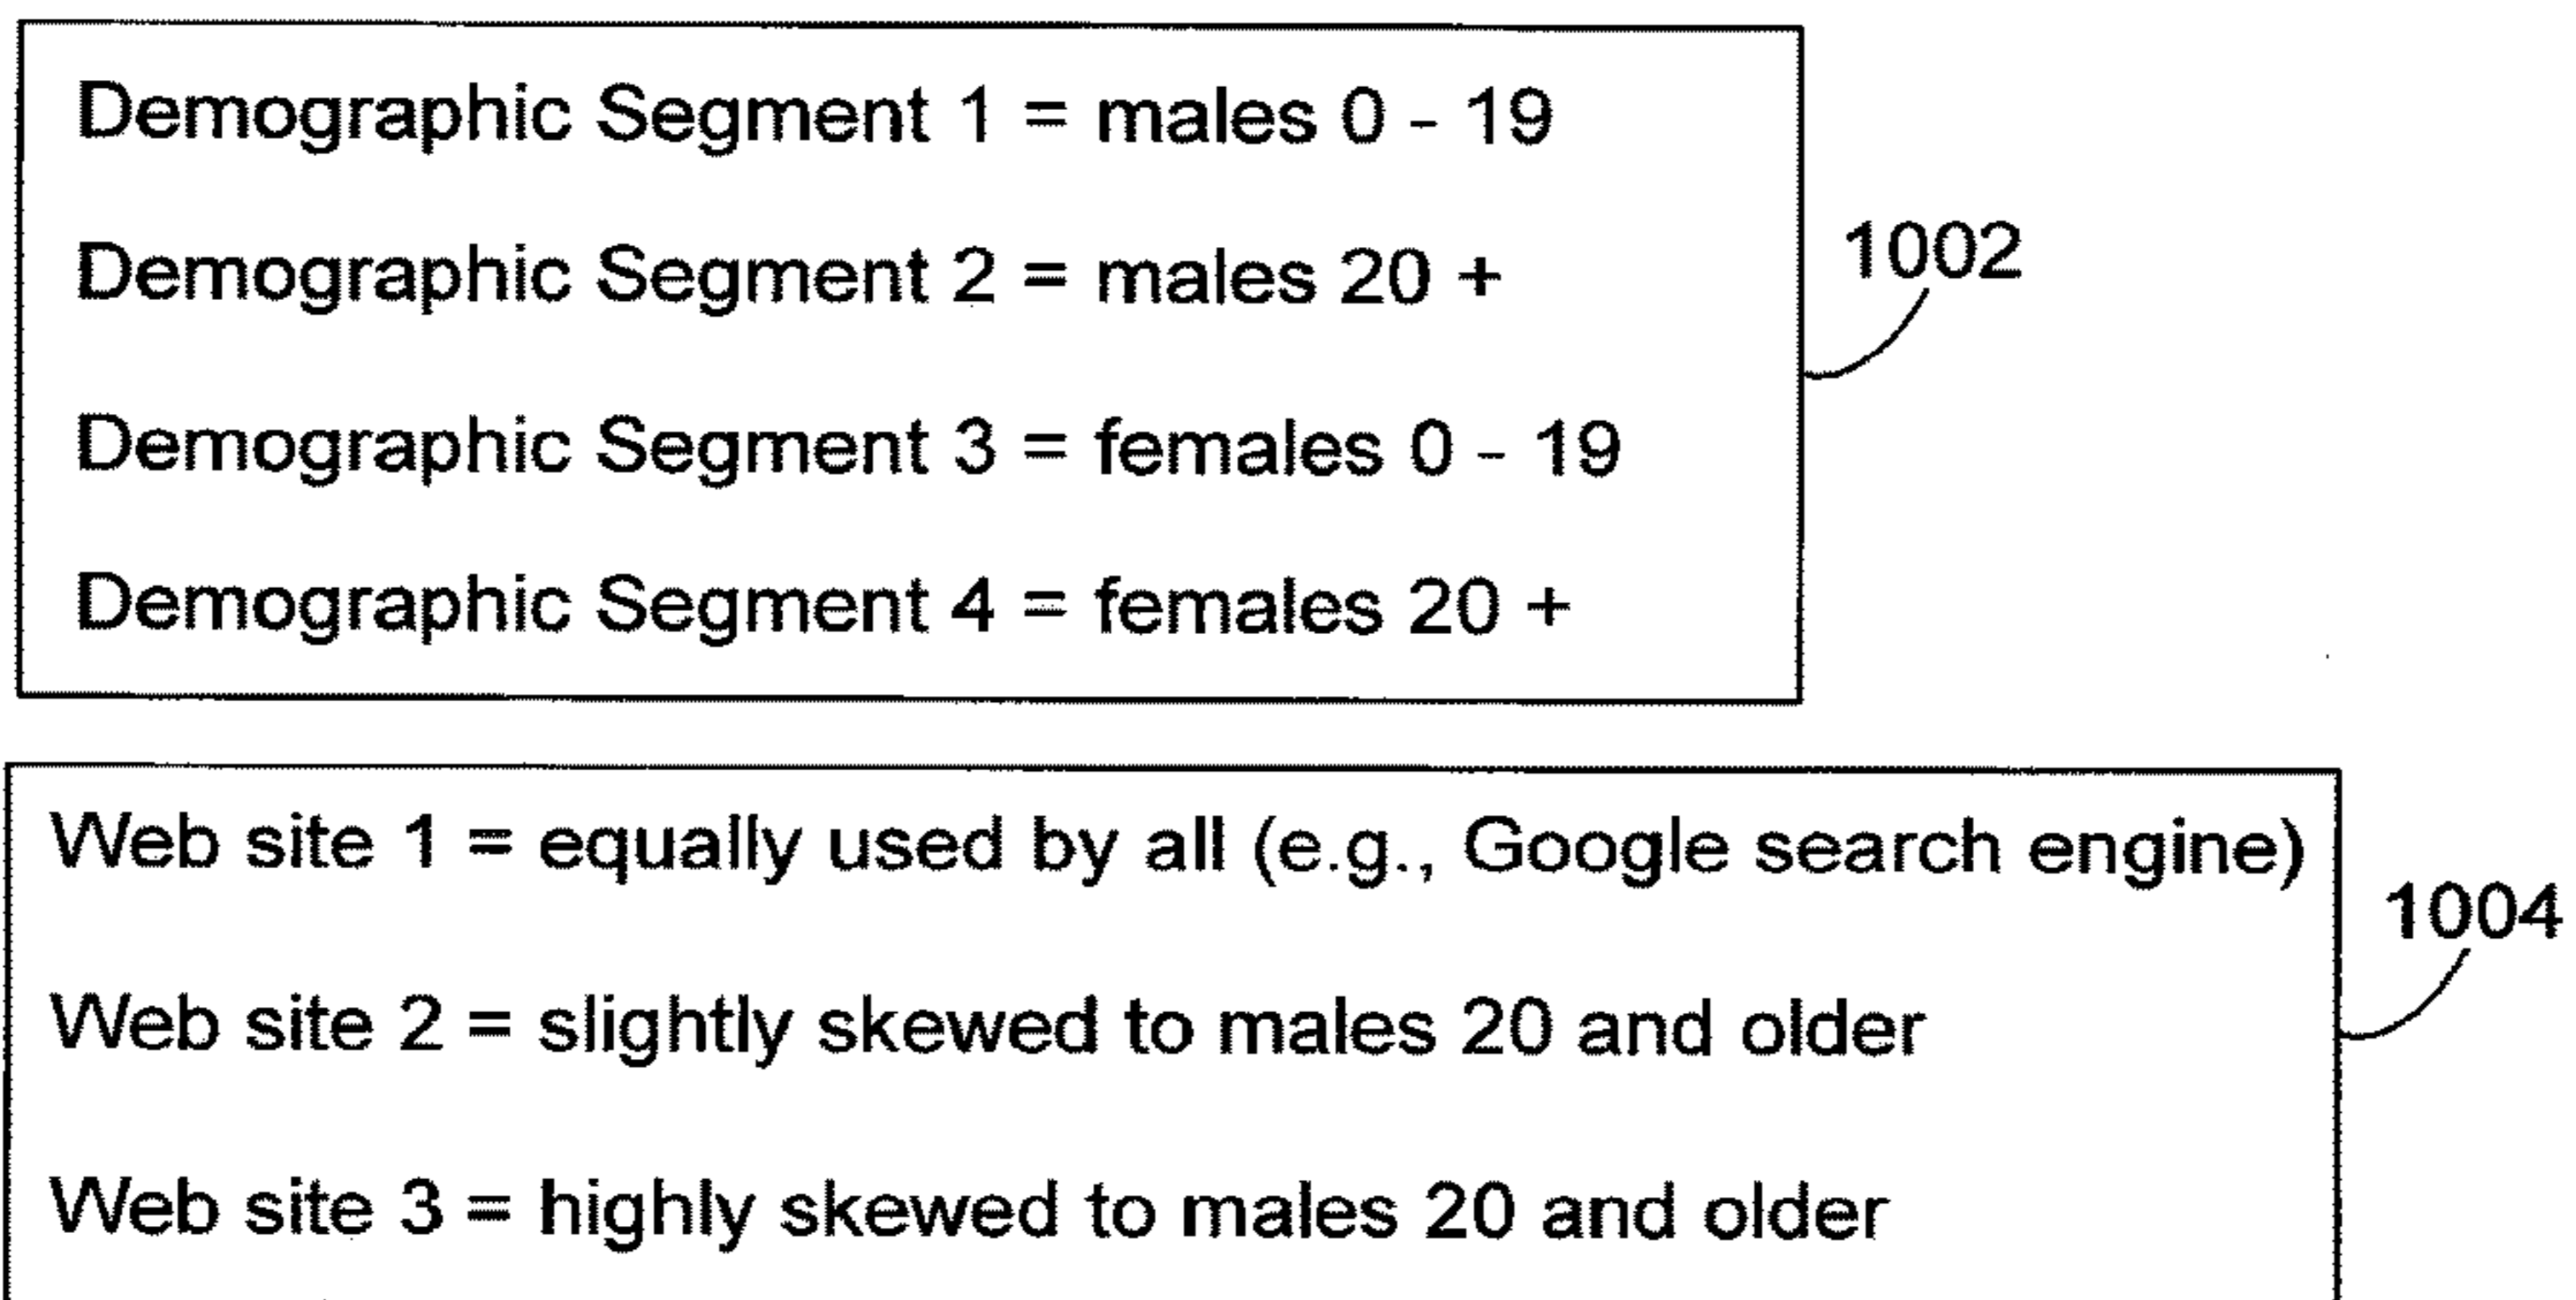 Demographic Segment 1 = males 0 - 19
Demographic Segment 2 = males 20 +
1002
Demographic Segment 3 = females 0 - 19
Demographic Segment 4 = females 20 +
Web site 1 = equally used by all (e.g., Google search engine)
1004
Web site 2 = slightly skewed to males 20 and older
Web site 3 = highly skewed to males 20 and older